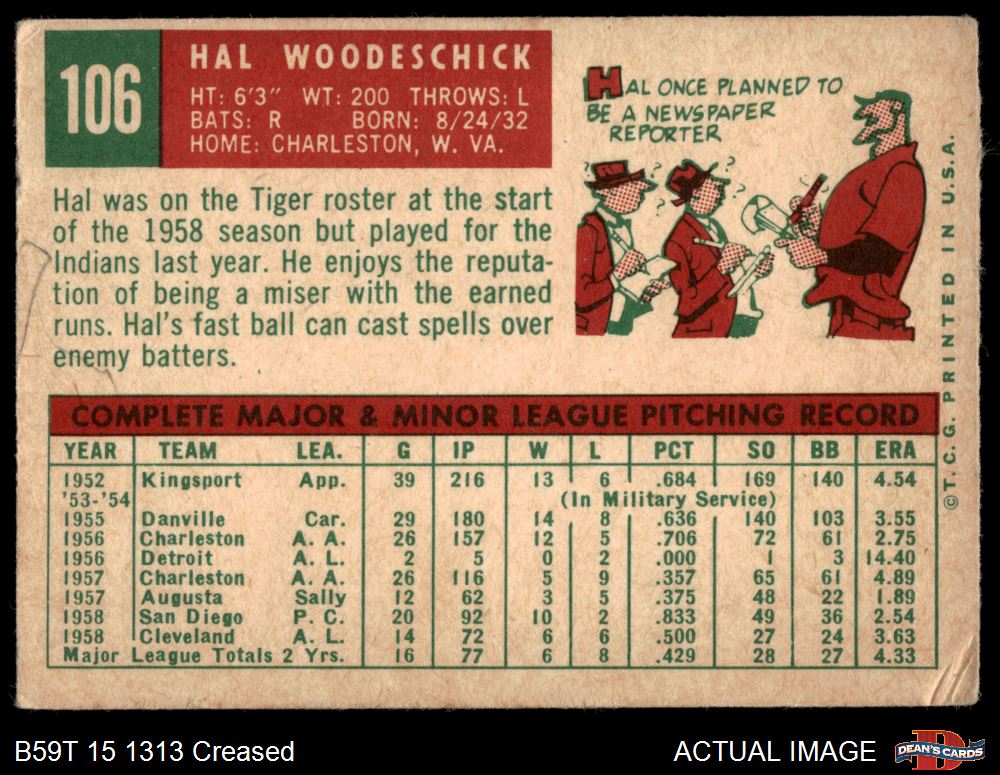 106
HAL WOODESCHICK
HT: 6'3" WT: 200 THROWS: L
BATS: R BORN: 8/24/32
HOME: CHARLESTON, W. VA.
HAL ONCE PLANNED TO
BE A NEWSPAPER
REPORTER
? ? ? ?
Hal was on the Tiger roster at the start
of the 1958 season but played for the
Indians last year. He enjoys the reputa-
tion of being a miser with the earned
runs. Hal's fast ball can cast spells over
enemy batters.
COMPLETE MAJOR & MINOR LEAGUE PITCHING RECORD
YEAR TEAM LEA. G IP W L PCT SO BB ERA
1952 Kingsport App. 39 216 13 6 .684 169 140 4.54
'53-'54 (In Military Service)
1955 Danville Car. 29 180 14 8 .636 140 103 3.55
1956 Charleston A. A. 26 157 12 5 .706 72 61 2.75
1956 Detroit A. L. 2 5 0 2 .000 1 3 14.40
1957 Charleston A. A. 26 116 5 9 .357 65 61 4.89
1957 Augusta Sally 12 62 3 5 .375 48 22 1.89
1958 San Diego P. C. 20 92 10 2 .833 49 36 2.54
1958 Cleveland A. L. 14 72 6 6 .500 27 24 3.63
Major League Totals 2 Yrs. 16 77 6 8 .429 28 27 4.33
©T.C.G. PRINTED IN U.S.A.
B59T 15 1313 Creased
ACTUAL IMAGE
D
DEAN'S CARDS